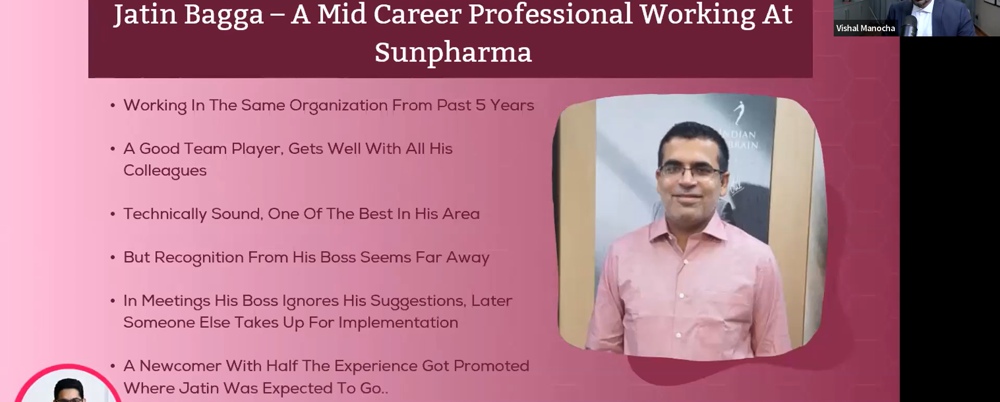 Jatin Bagga – A Mid Career Professional Working At
Sunpharma
Vishal Manocha
• Working In The Same Organization From Past 5 Years
• A Good Team Player, Gets Well With All His
Colleagues
• Technically Sound, One Of The Best In His Area
• But Recognition From His Boss Seems Far Away
• In Meetings His Boss Ignores His Suggestions, Later
Someone Else Takes Up For Implementation
• A Newcomer With Half The Experience Got Promoted
Where Jatin Was Expected To Go..